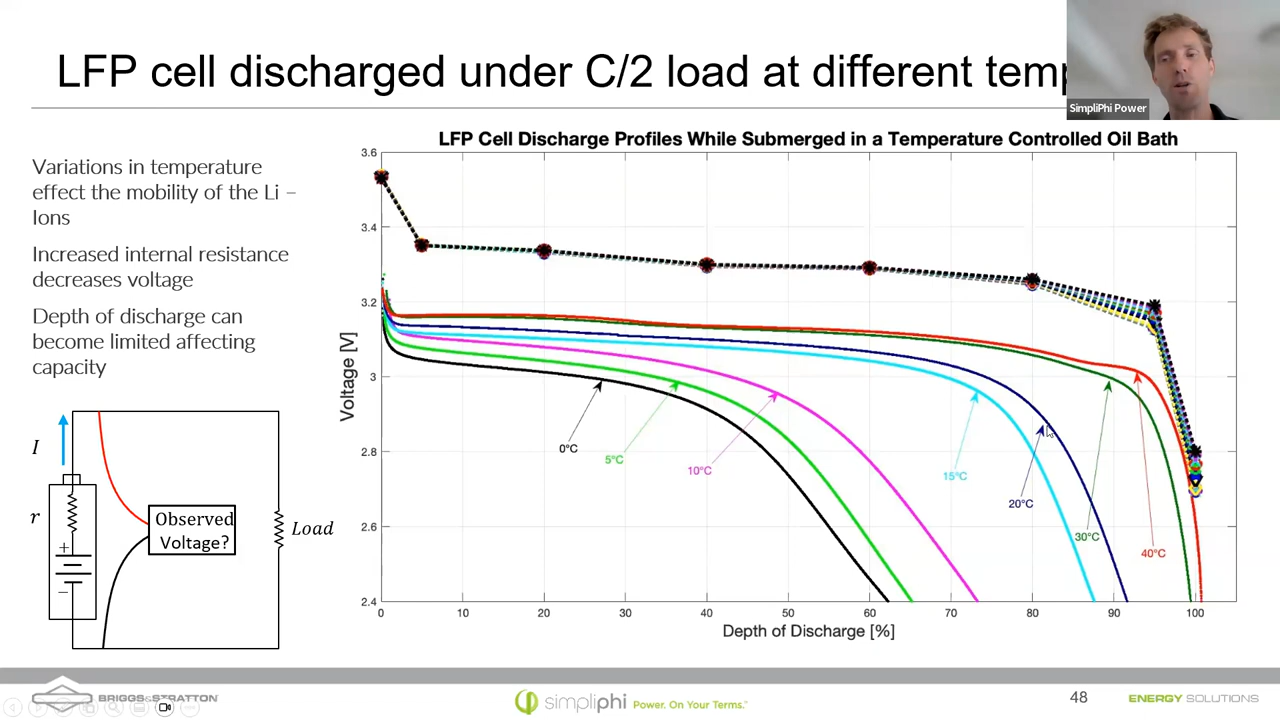 LFP cell discharged under C/2 load at different temp
SimpliPhi Power
Variations in temperature
effect the mobility of the Li –
Ions
Increased internal resistance
decreases voltage
Depth of discharge can
become limited affecting
capacity
I
r
+
−
Observed
Voltage?
Load
LFP Cell Discharge Profiles While Submerged in a Temperature Controlled Oil Bath
Voltage [V]
3.6
3.4
3.2
3
2.8
2.6
2.4
0°C
5°C
10°C
15°C
20°C
30°C
40°C
0 10 20 30 40 50 60 70 80 90 100
Depth of Discharge [%]
BRIGGS&STRATTON
simpliphi Power. On Your Terms.™
48
ENERGY SOLUTIONS